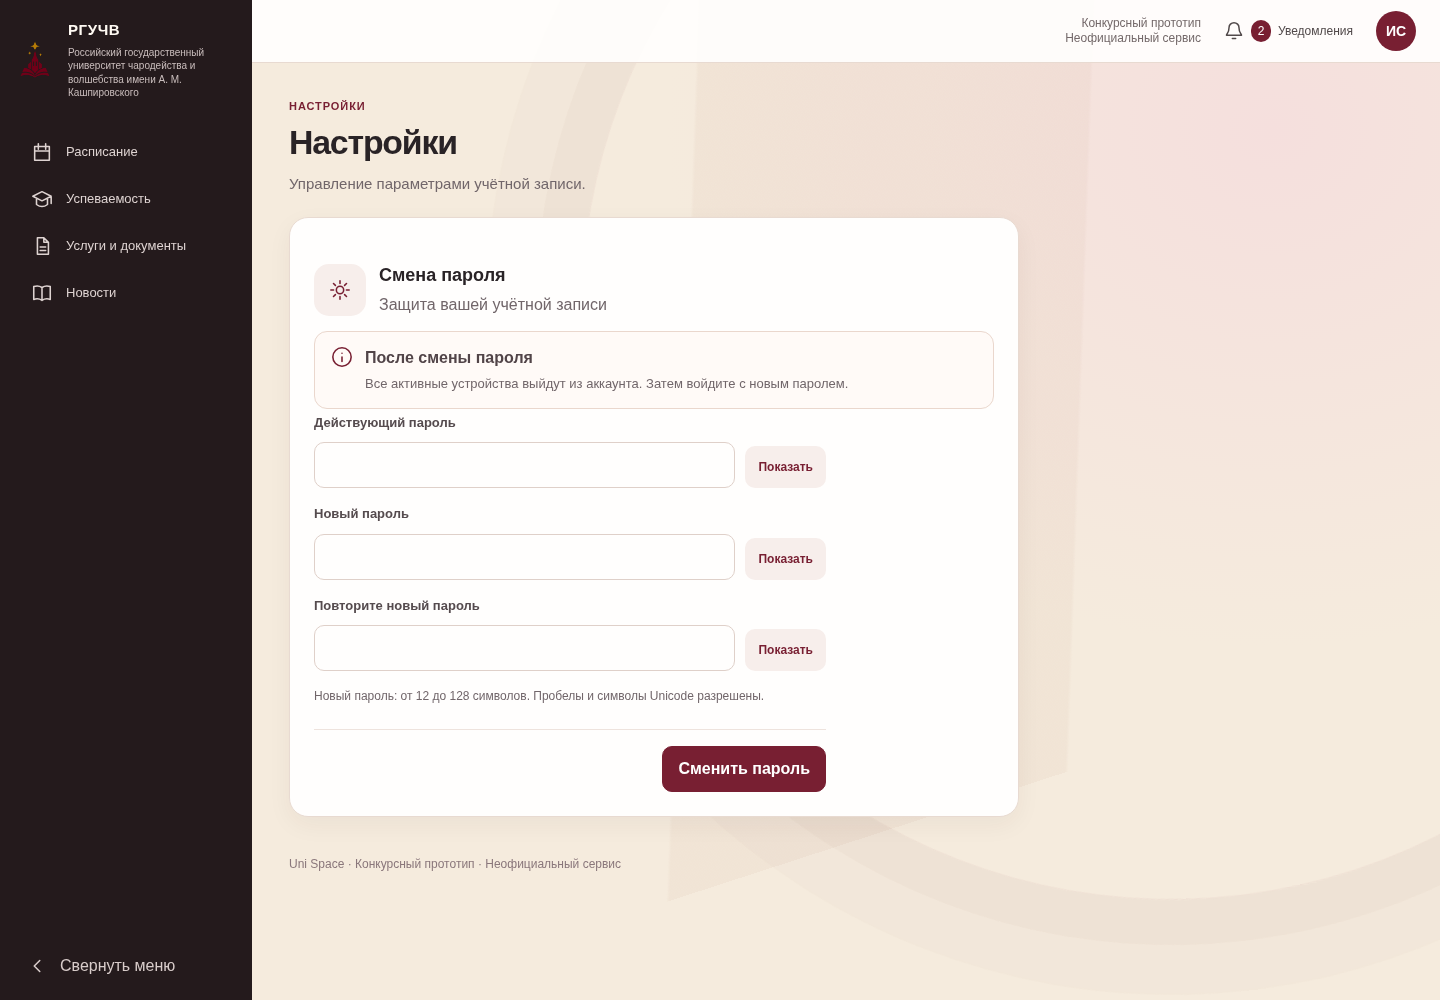 РГУЧВ
Российский государственный
университет чародейства и
волшебства имени А. М.
Кашпировского
Расписание
Успеваемость
Услуги и документы
Новости
Свернуть меню
Конкурсный прототип
Неофициальный сервис
2
Уведомления
ИС
НАСТРОЙКИ
Настройки
Управление параметрами учётной записи.
Смена пароля
Защита вашей учётной записи
После смены пароля
Все активные устройства выйдут из аккаунта. Затем войдите с новым паролем.
Действующий пароль
Показать
Новый пароль
Показать
Повторите новый пароль
Показать
Новый пароль: от 12 до 128 символов. Пробелы и символы Unicode разрешены.
Сменить пароль
Uni Space · Конкурсный прототип · Неофициальный сервис